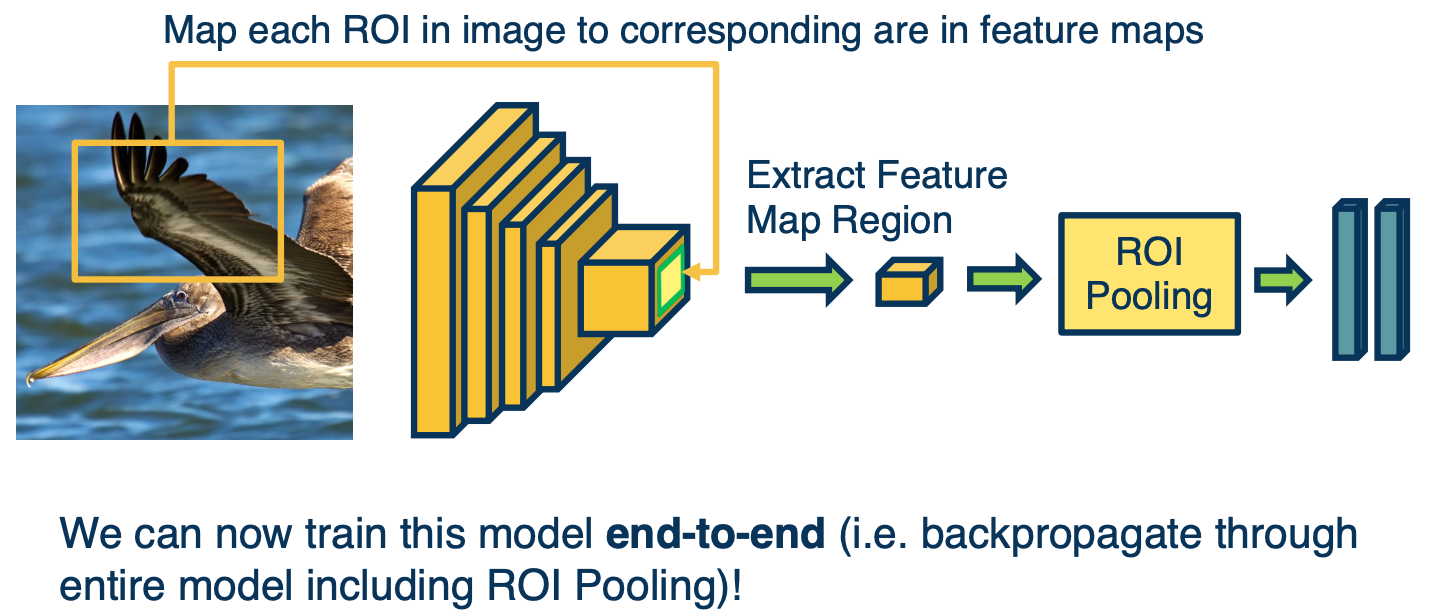 Map each ROI in image to corresponding are in feature maps
Extract Feature
Map Region
ROI
Pooling
We can now train this model end-to-end (i.e. backpropagate through
entire model including ROI Pooling)!